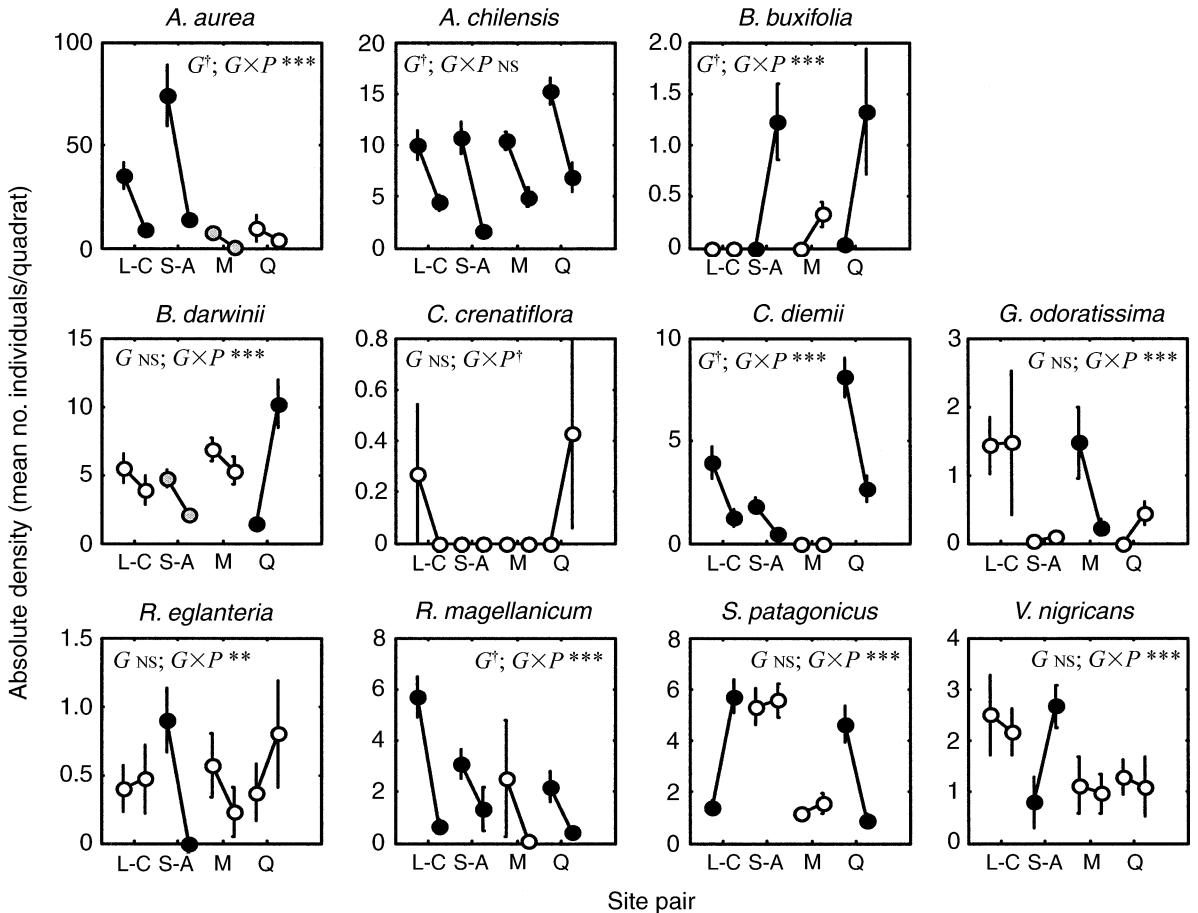 Absolute density (mean no. individuals/quadrat)
A. aurea
G†; G×P ***
100
50
0
L-C S-A M Q
A. chilensis
G†; G×P NS
20
15
10
5
0
L-C S-A M Q
B. buxifolia
G†; G×P ***
2.0
1.5
1.0
0.5
0
L-C S-A M Q
B. darwinii
G NS; G×P ***
15
10
5
0
L-C S-A M Q
C. crenatiflora
G NS; G×P†
0.8
0.6
0.4
0.2
0
L-C S-A M Q
C. diemii
G†; G×P ***
10
5
0
L-C S-A M Q
G. odoratissima
G NS; G×P ***
3
2
1
0
L-C S-A M Q
R. eglanteria
G NS; G×P **
1.5
1.0
0.5
0
L-C S-A M Q
R. magellanicum
G†; G×P ***
8
6
4
2
0
L-C S-A M Q
S. patagonicus
G NS; G×P ***
8
6
4
2
0
L-C S-A M Q
V. nigricans
G NS; G×P ***
4
3
2
1
0
L-C S-A M Q
Site pair